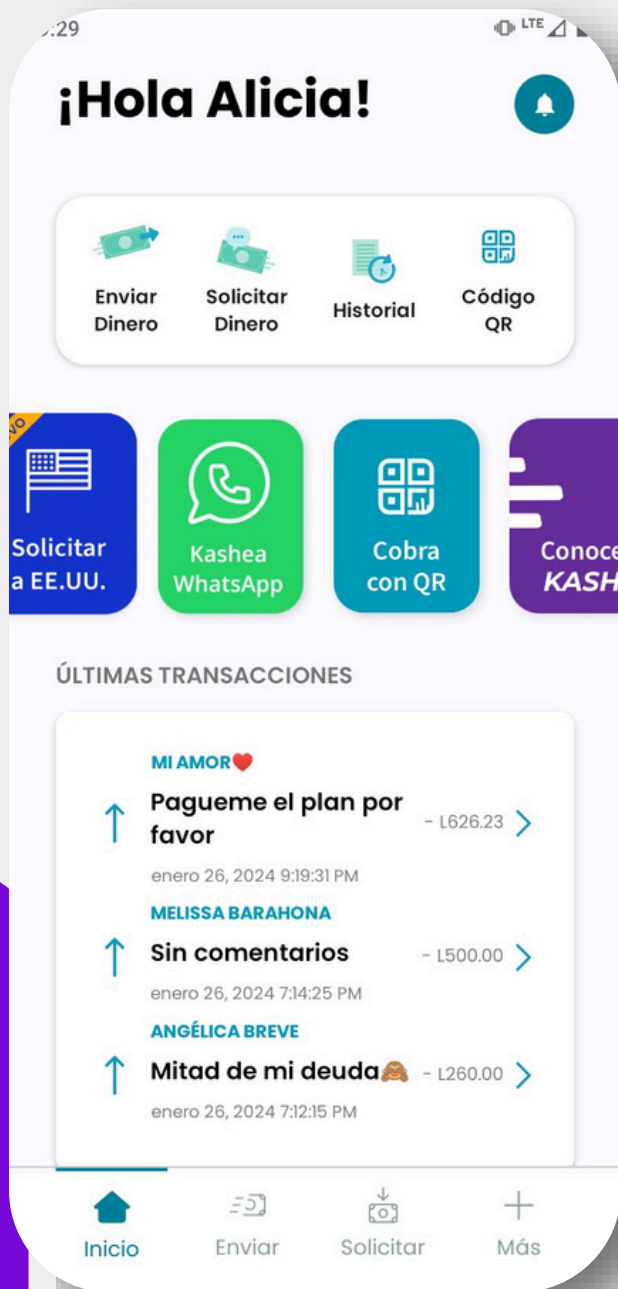 :29
LTE
¡Hola Alicia!
Enviar
Dinero
Solicitar
Dinero
Historial
Código
QR
Solicitar
a EE.UU.
Kashea
WhatsApp
Cobra
con QR
Conoce
KASH
ÚLTIMAS TRANSACCIONES
MI AMOR❤️
Pagueme el plan por
favor
- L626.23
enero 26, 2024 9:19:31 PM
MELISSA BARAHONA
Sin comentarios - L500.00
enero 26, 2024 7:14:25 PM
ANGÉLICA BREVE
Mitad de mi deuda🙈 - L260.00
enero 26, 2024 7:12:15 PM
Inicio Enviar Solicitar Más